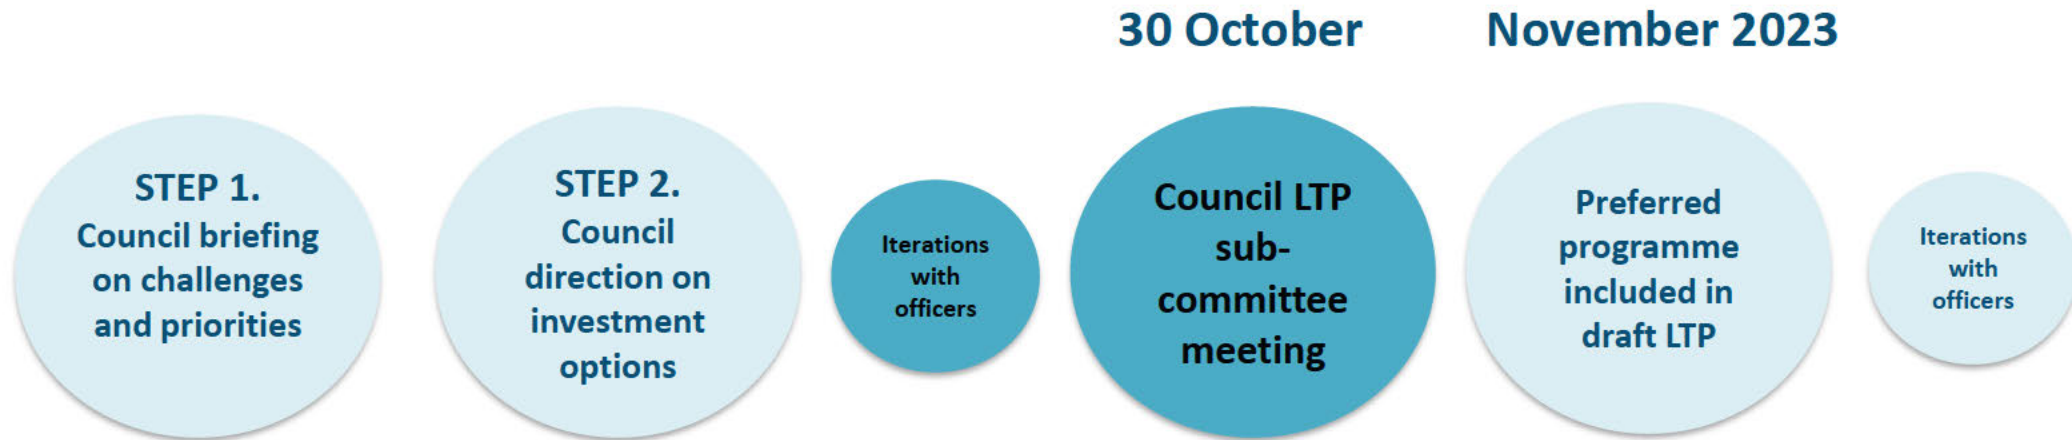 30 October
November 2023
STEP 1.
Council briefing
on challenges
and priorities
STEP 2.
Council
direction on
investment
options
Iterations
with
officers
Council LTP
sub-
committee
meeting
Preferred
programme
included in
draft LTP
Iterations
with
officers